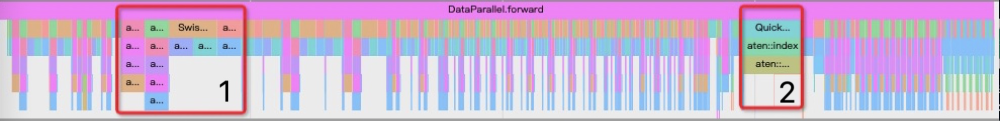 DataParallel.forward
a... a... Swis... a... Quick...
a... a... a... a... a... aten::index
a... a... aten::...
a... a...
a...
1 2